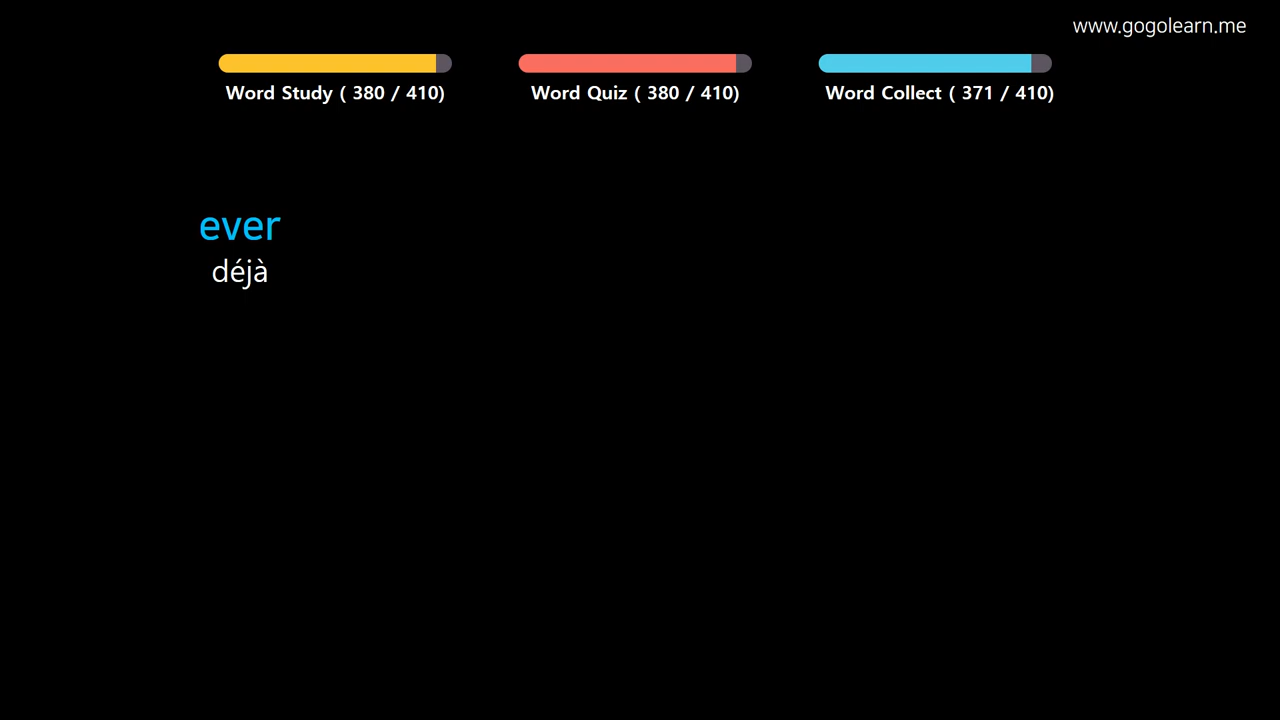 www.gogolearn.me
Word Study ( 380 / 410)
Word Quiz ( 380 / 410)
Word Collect ( 371 / 410)
ever
déjà